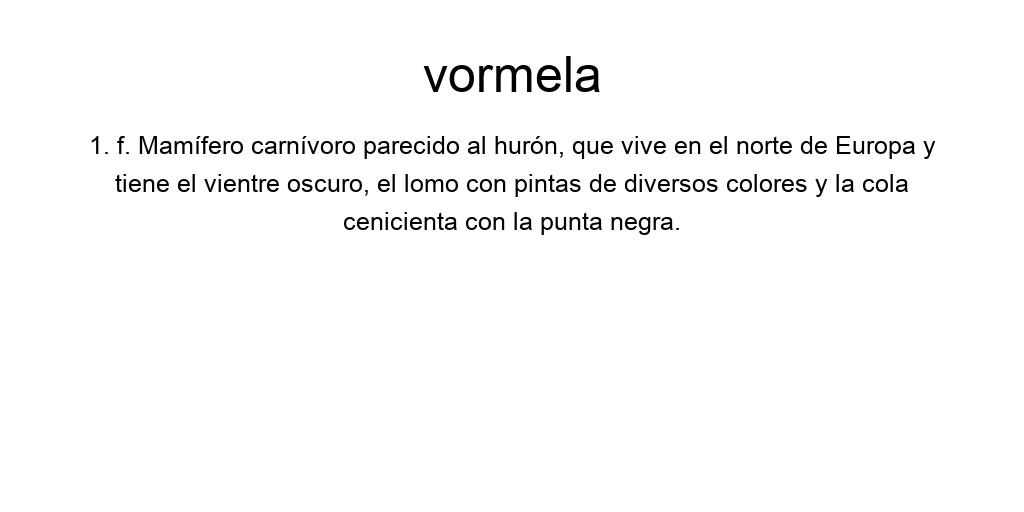 vormela
1. f. Mamífero carnívoro parecido al hurón, que vive en el norte de Europa y
tiene el vientre oscuro, el lomo con pintas de diversos colores y la cola
cenicienta con la punta negra.